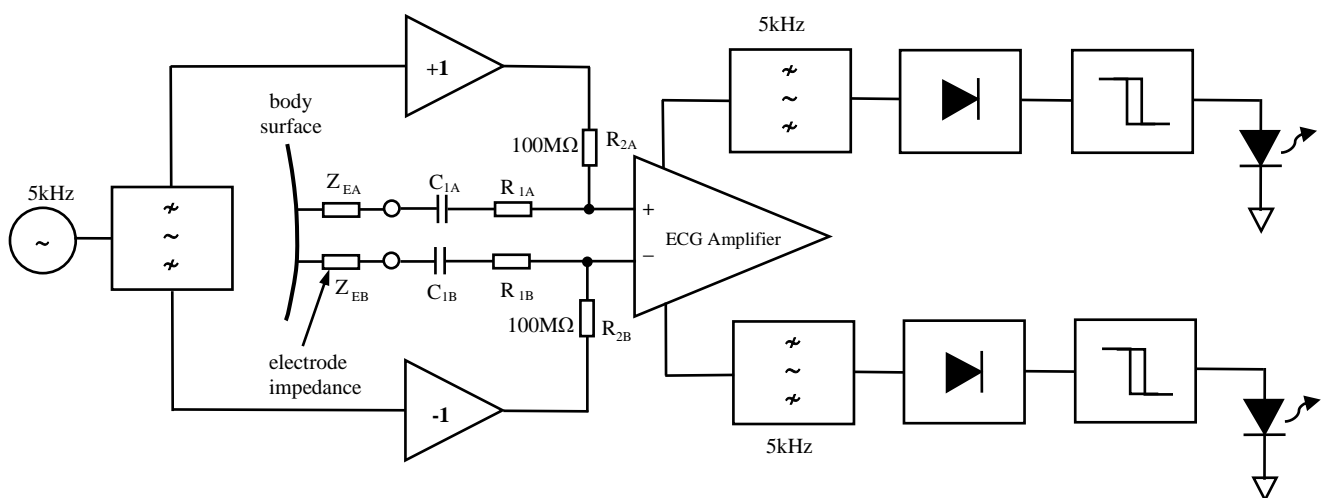 5kHz
+1
body
surface
100MΩ
R2A
5kHz
ZEA
C1A
R1A
+
ECG Amplifier
−
ZEB
C1B
R1B
100MΩ
R2B
electrode
impedance
-1
5kHz